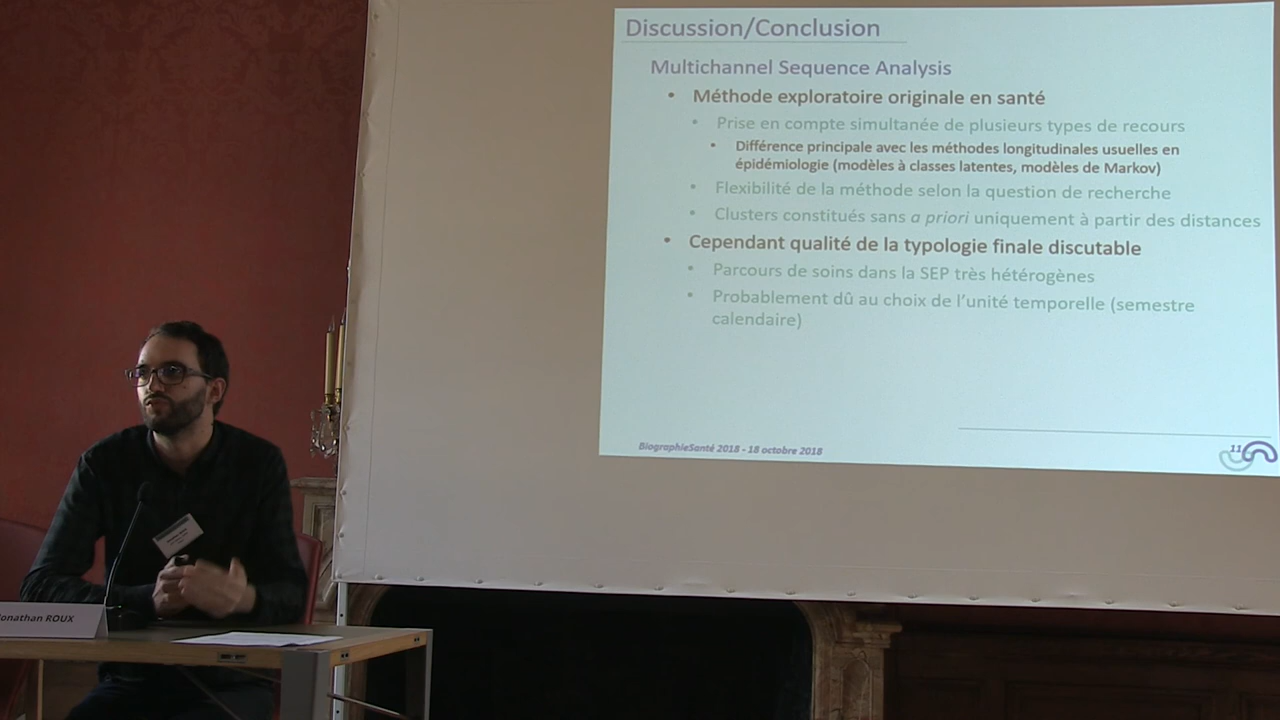 Discussion/Conclusion
Multichannel Sequence Analysis
• Méthode exploratoire originale en santé
• Prise en compte simultanée de plusieurs types de recours
• Différence principale avec les méthodes longitudinales usuelles en
épidémiologie (modèles à classes latentes, modèles de Markov)
• Flexibilité de la méthode selon la question de recherche
• Clusters constitués sans a priori uniquement à partir des distances
• Cependant qualité de la typologie finale discutable
• Parcours de soins dans la SEP très hétérogènes
• Probablement dû au choix de l'unité temporelle (semestre
calendaire)
BiographieSanté 2018 - 18 octobre 2018
11
onathan ROUX